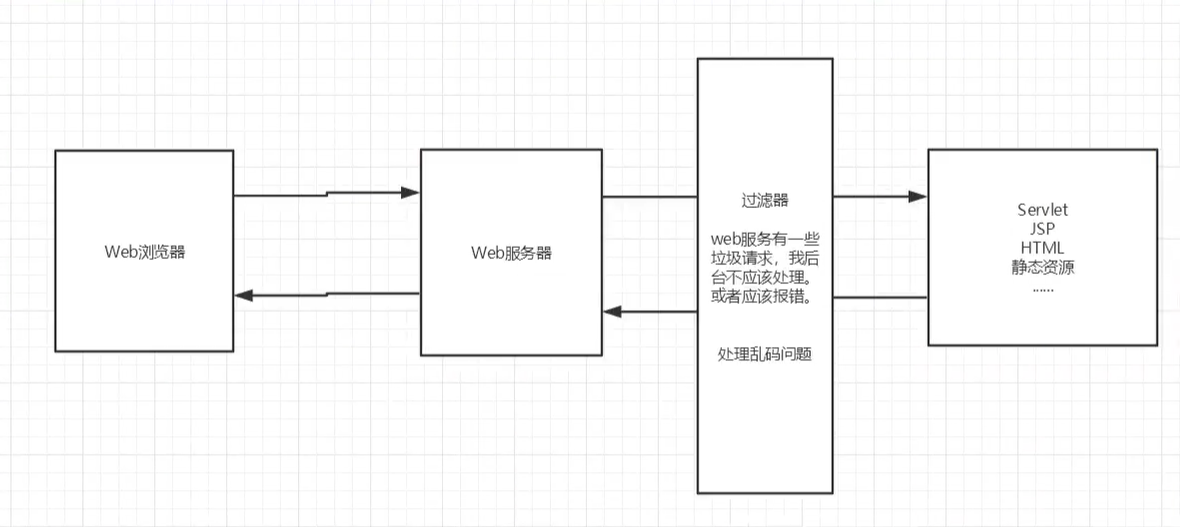 Web浏览器
Web服务器
过滤器
web服务有一些
垃圾请求，我后
台不应该处理。
或者应该报错。
处理乱码问题
Servlet
JSP
HTML
静态资源
......